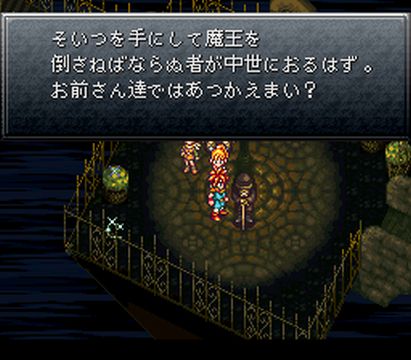 そいつを手にして魔王を
倒さねばならぬ者が中世におるはず。
お前さん達ではあつかえまい？